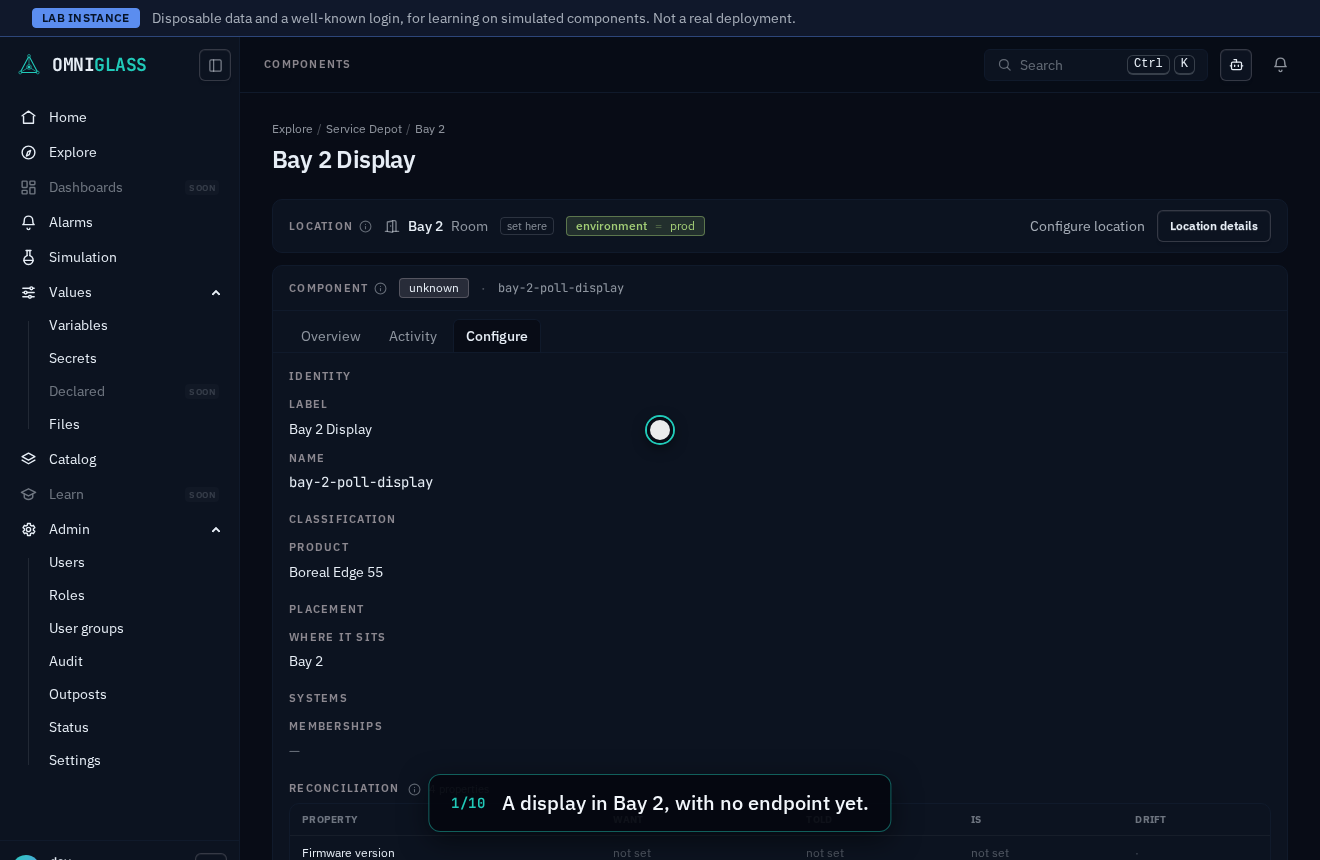 LAB INSTANCE Disposable data and a well-known login, for learning on simulated components. Not a real deployment.
OMNIGLASS
COMPONENTS
Search Ctrl K
Home
Explore
Dashboards SOON
Alarms
Simulation
Values
Variables
Secrets
Declared SOON
Files
Catalog
Learn SOON
Admin
Users
Roles
User groups
Audit
Outposts
Status
Settings
Explore / Service Depot / Bay 2
Bay 2 Display
LOCATION Bay 2 Room set here environment = prod Configure location Location details
COMPONENT unknown · bay-2-poll-display
Overview Activity Configure
IDENTITY
LABEL
Bay 2 Display
NAME
bay-2-poll-display
CLASSIFICATION
PRODUCT
Boreal Edge 55
PLACEMENT
WHERE IT SITS
Bay 2
SYSTEMS
MEMBERSHIPS
—
RECONCILIATION properties
1/10 A display in Bay 2, with no endpoint yet.
PROPERTY WANT TOLD IS DRIFT
Firmware version not set not set not set ·